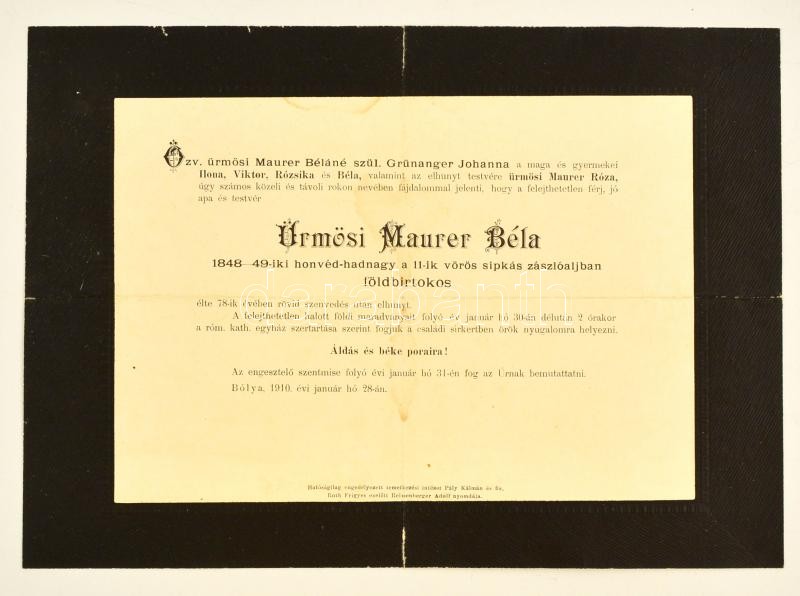 Özv. ürmösi Maurer Béláné szül. Grünanger Johanna a maga és gyermekei
Ilona, Viktor, Rózsika és Béla, valamint az elhunyt testvére ürmösi Maurer Róza,
úgy számos közeli és távoli rokon nevében fájdalommal jelenti, hogy a felejthetetlen férj, jó
apa és testvér
Ürmösi Maurer Béla
1848—49-iki honvéd-hadnagy a 11-ik vörös sipkás zászlóaljban
földbirtokos
élte 78-ik évében rövid szenvedés után elhunyt.
A felejthetetlen halott földi maradványait folyó év január hó 30-án délután 2 órakor
a róm. kath. egyház szertartása szerint fogjuk a családi sirkertben örök nyugalomra helyezni.
Áldás és béke poraira!
Az engesztelő szentmise folyó évi január hó 31-én fog az Urnak bemutattatni.
Bólya, 1910. évi január hó 28-án.
Hatóságilag engedélyezett temetkezési intézet Pály Kálmán és fia.
Roth Frigyes ezelőtt Reissenberger Adolf nyomdája.
darabanth